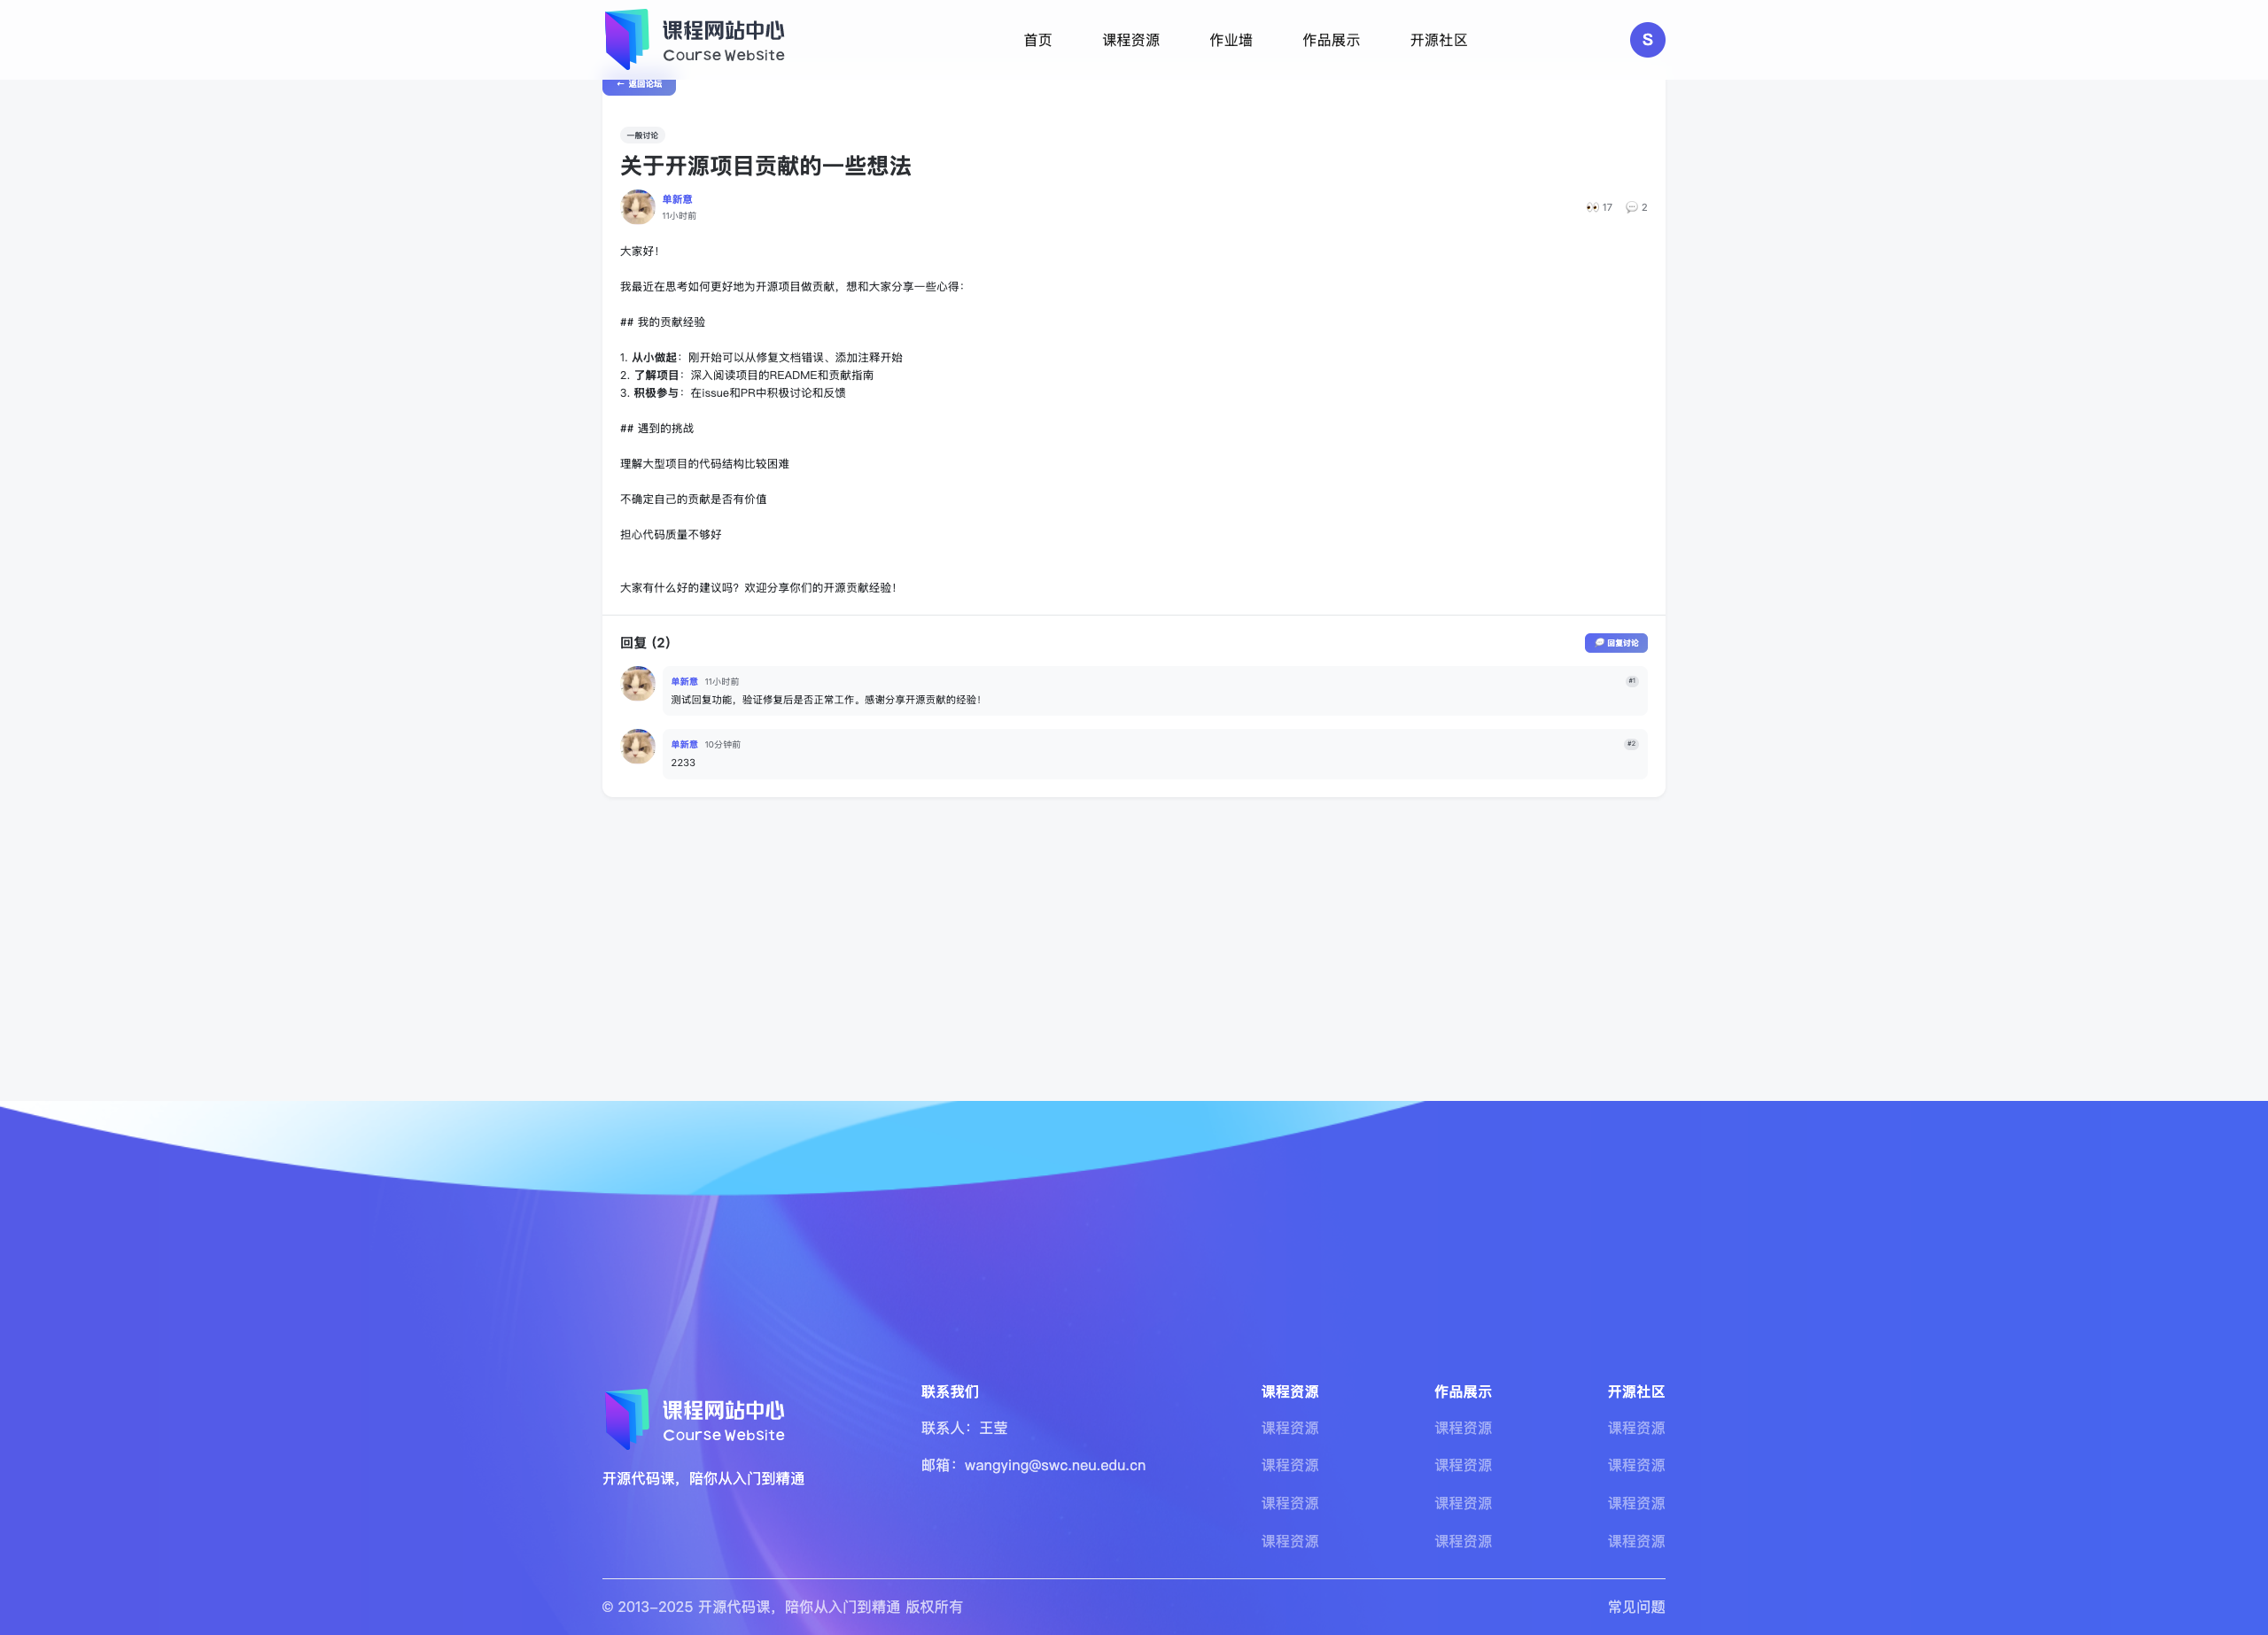 课程网站中心
Course Website
首页
课程资源
作业墙
作品展示
开源社区
S
← 返回论坛
一般讨论
关于开源项目贡献的一些想法
单新意
11小时前
17
2
大家好！
我最近在思考如何更好地为开源项目做贡献，想和大家分享一些心得：
## 我的贡献经验
1. 从小做起：刚开始可以从修复文档错误、添加注释开始
2. 了解项目：深入阅读项目的README和贡献指南
3. 积极参与：在issue和PR中积极讨论和反馈
## 遇到的挑战
理解大型项目的代码结构比较困难
不确定自己的贡献是否有价值
担心代码质量不够好
大家有什么好的建议吗？欢迎分享你们的开源贡献经验！
回复 (2)
回复讨论
单新意 11小时前
#1
测试回复功能，验证修复后是否正常工作。感谢分享开源贡献的经验！
单新意 10分钟前
#2
2233
课程网站中心
Course Website
开源代码课，陪你从入门到精通
联系我们
联系人：王莹
邮箱：wangying@swc.neu.edu.cn
课程资源
课程资源
课程资源
课程资源
课程资源
作品展示
课程资源
课程资源
课程资源
课程资源
开源社区
课程资源
课程资源
课程资源
课程资源
© 2013-2025 开源代码课，陪你从入门到精通 版权所有
常见问题